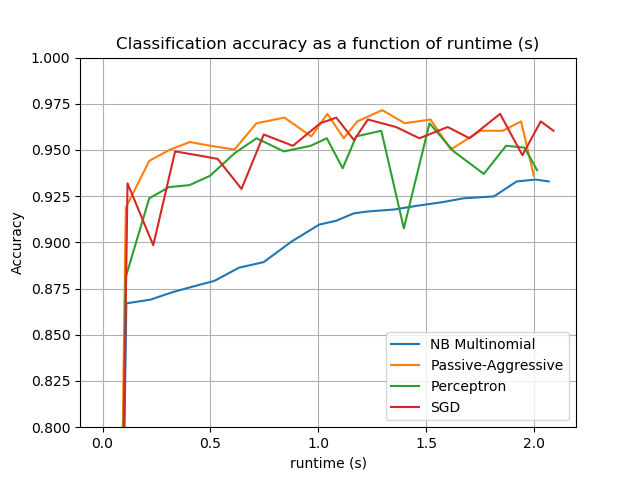 Classification accuracy as a function of runtime (s)
1.000
0.975
0.950
0.925
0.900
0.875
0.850
0.825
0.800
Accuracy
NB Multinomial
Passive-Aggressive
Perceptron
SGD
0.0 0.5 1.0 1.5 2.0
runtime (s)